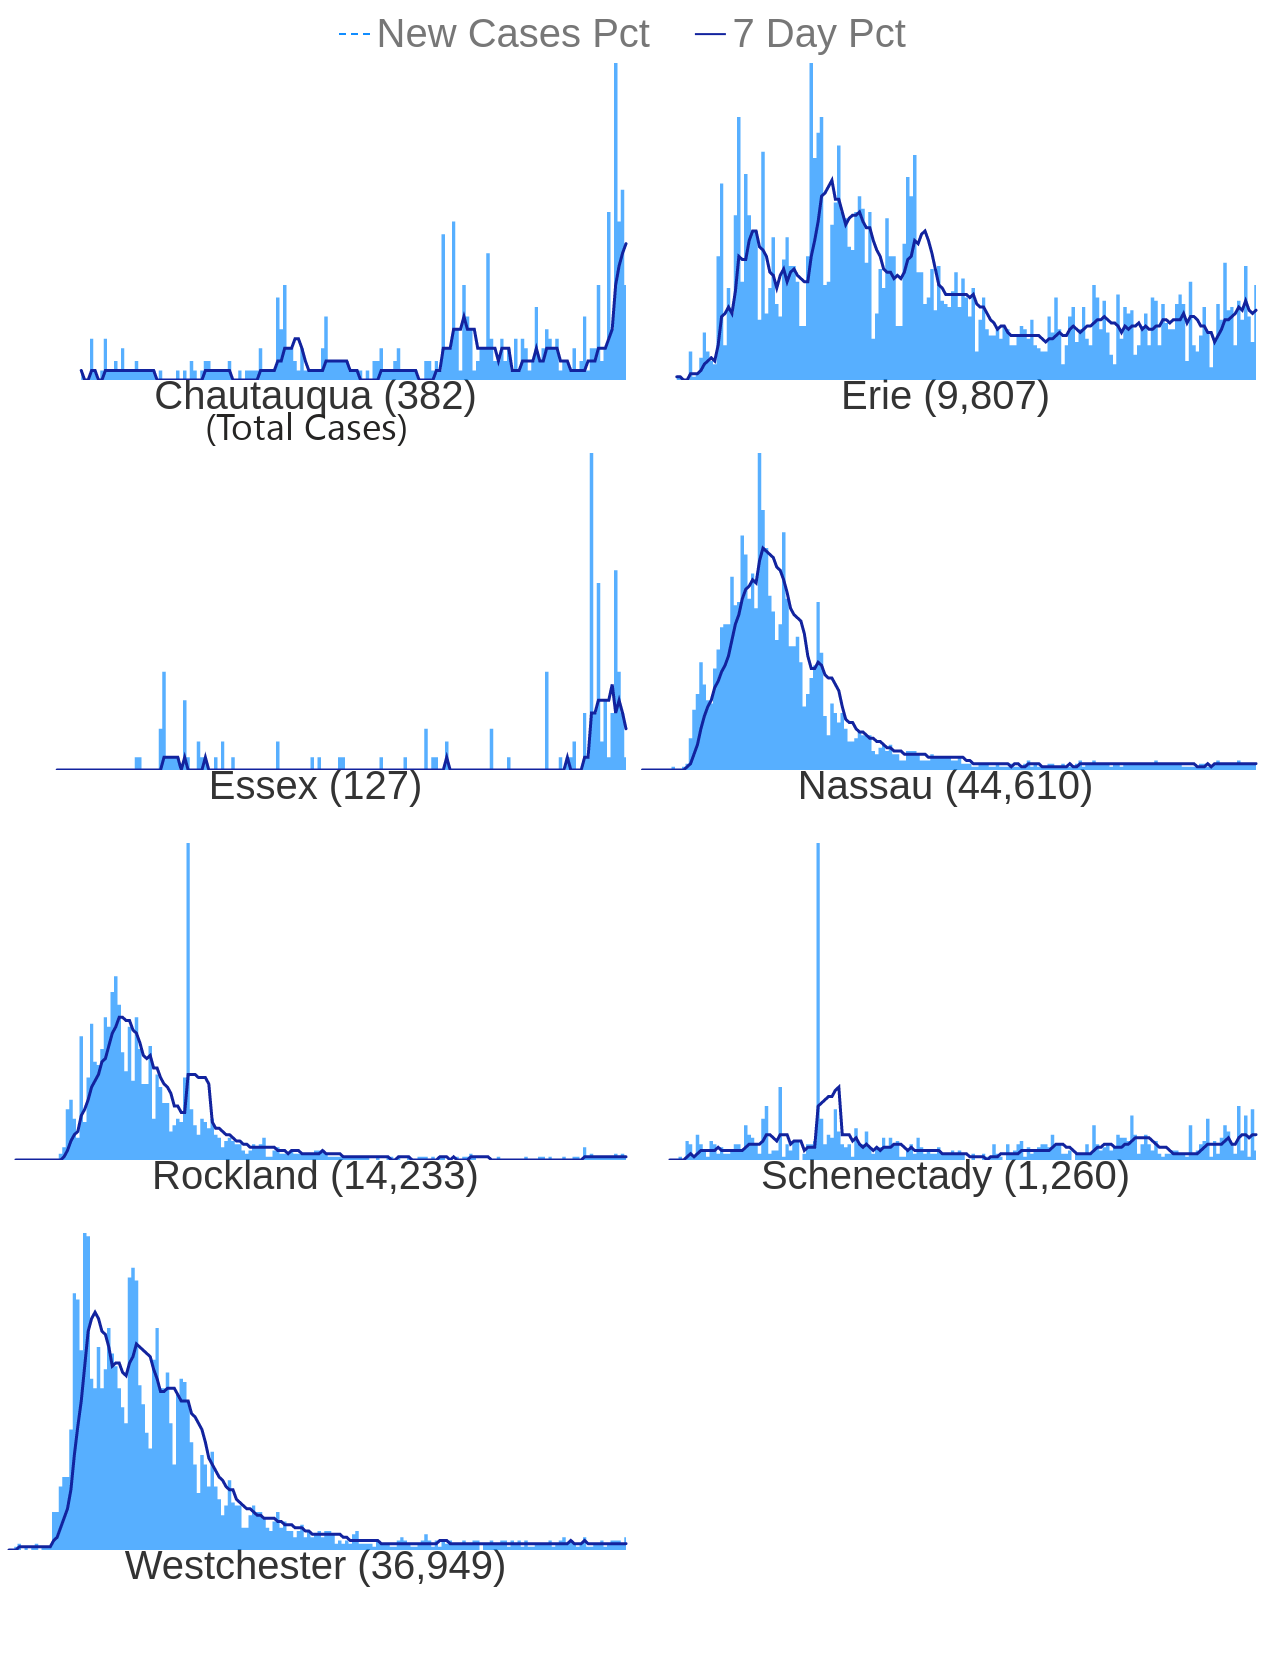 New Cases Pct 7 Day Pct
Chautauqua (382) Erie (9,807)
(Total Cases)
Essex (127) Nassau (44,610)
Rockland (14,233) Schenectady (1,260)
Westchester (36,949)